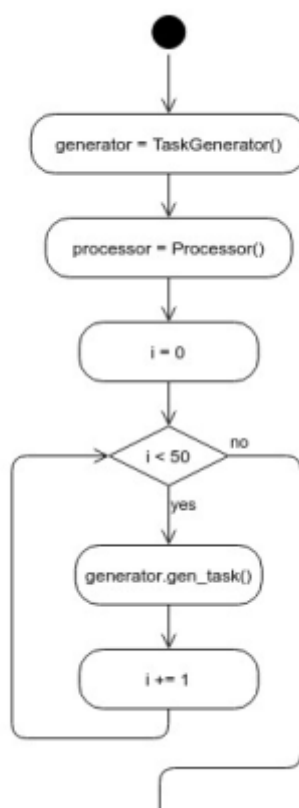 generator = TaskGenerator()
processor = Processor()
i = 0
i < 50
no
yes
generator.gen_task()
i += 1